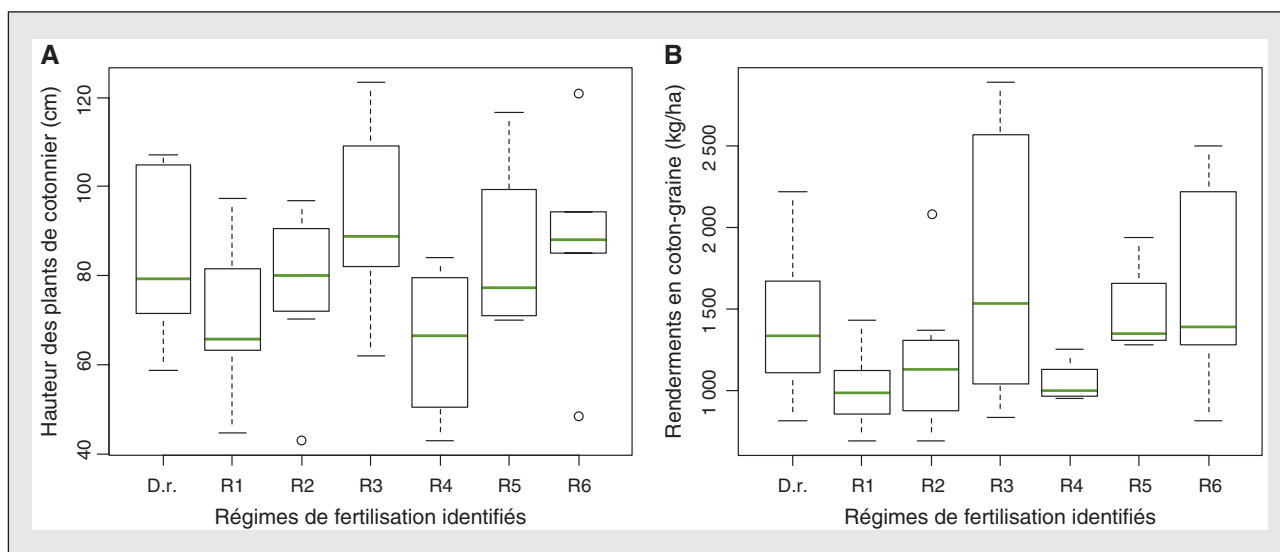 A
Hauteur des plants de cotonnier (cm)
120
100
80
60
40
D.r. R1 R2 R3 R4 R5 R6
Régimes de fertilisation identifiés
B
Renderments en coton-graine (kg/ha)
2 500
2 000
1 500
1 000
D.r. R1 R2 R3 R4 R5 R6
Régimes de fertilisation identifiés